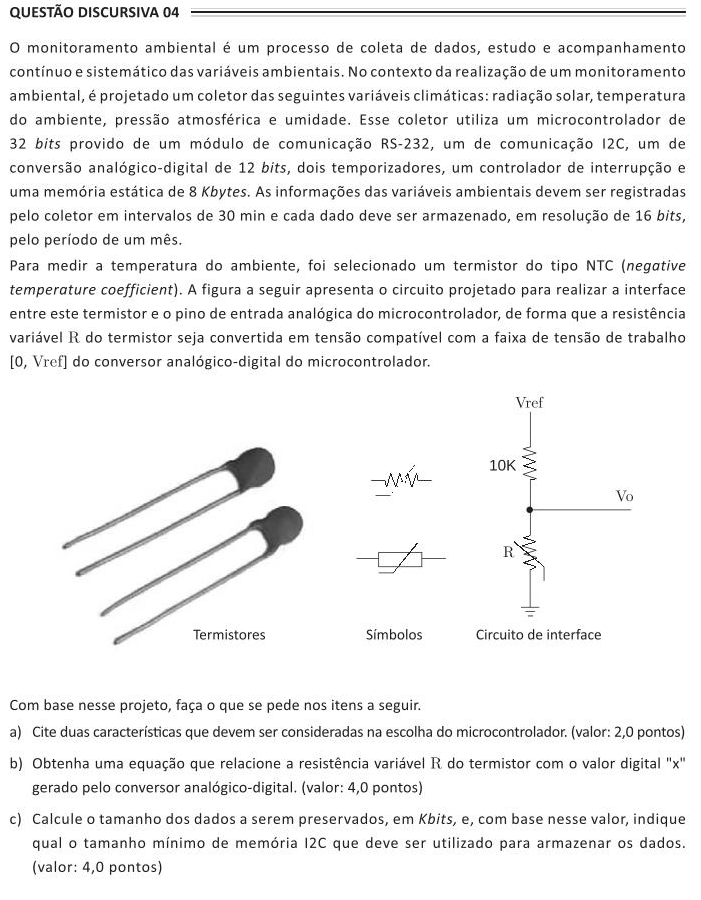 QUESTÃO DISCURSIVA 04
O monitoramento ambiental é um processo de coleta de dados, estudo e acompanhamento
contínuo e sistemático das variáveis ambientais. No contexto da realização de um monitoramento
ambiental, é projetado um coletor das seguintes variáveis climáticas: radiação solar, temperatura
do ambiente, pressão atmosférica e umidade. Esse coletor utiliza um microcontrolador de
32 bits provido de um módulo de comunicação RS-232, um de comunicação I2C, um de
conversão analógico-digital de 12 bits, dois temporizadores, um controlador de interrupção e
uma memória estática de 8 Kbytes. As informações das variáveis ambientais devem ser registradas
pelo coletor em intervalos de 30 min e cada dado deve ser armazenado, em resolução de 16 bits,
pelo período de um mês.
Para medir a temperatura do ambiente, foi selecionado um termistor do tipo NTC (negative
temperature coefficient). A figura a seguir apresenta o circuito projetado para realizar a interface
entre este termistor e o pino de entrada analógica do microcontrolador, de forma que a resistência
variável R do termistor seja convertida em tensão compatível com a faixa de tensão de trabalho
[0, Vref] do conversor analógico-digital do microcontrolador.
Vref
10K
Vo
R
Termistores
Símbolos
Circuito de interface
Com base nesse projeto, faça o que se pede nos itens a seguir.
a) Cite duas características que devem ser consideradas na escolha do microcontrolador. (valor: 2,0 pontos)
b) Obtenha uma equação que relacione a resistência variável R do termistor com o valor digital "x"
gerado pelo conversor analógico-digital. (valor: 4,0 pontos)
c) Calcule o tamanho dos dados a serem preservados, em Kbits, e, com base nesse valor, indique
qual o tamanho mínimo de memória I2C que deve ser utilizado para armazenar os dados.
(valor: 4,0 pontos)